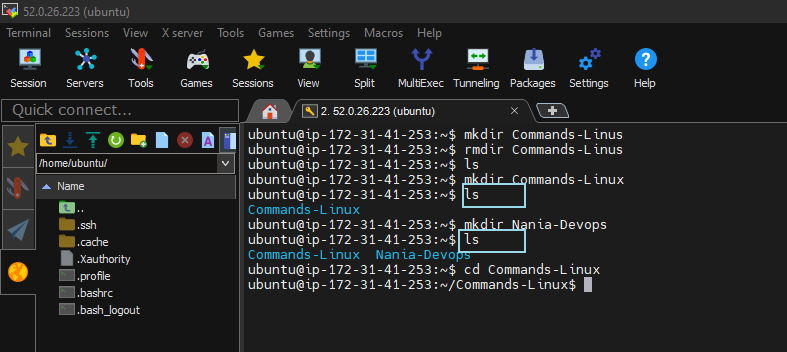 52.0.26.223 (ubuntu)
Terminal Sessions View X server Tools Games Settings Macros Help
Session Servers Tools Games Sessions View Split MultiExec Tunneling Packages Settings Help
Quick connect...
2. 52.0.26.223 (ubuntu)
/home/ubuntu/
Name
..
.ssh
.cache
.Xauthority
.profile
.bashrc
.bash_logout
ubuntu@ip-172-31-41-253:~$ mkdir Commands-Linus
ubuntu@ip-172-31-41-253:~$ rmdir Commands-Linus
ubuntu@ip-172-31-41-253:~$ ls
ubuntu@ip-172-31-41-253:~$ mkdir Commands-Linux
ubuntu@ip-172-31-41-253:~$ ls
Commands-Linux
ubuntu@ip-172-31-41-253:~$ mkdir Nania-Devops
ubuntu@ip-172-31-41-253:~$ ls
Commands-Linux  Nania-Devops
ubuntu@ip-172-31-41-253:~$ cd Commands-Linux
ubuntu@ip-172-31-41-253:~/Commands-Linux$